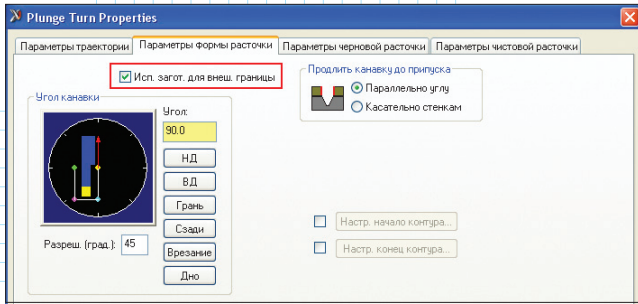 Plunge Turn Properties
Параметры траектории Параметры Формы расточки Параметры черновой расточки Параметры чистовой расточки
Исп. загот. для внеш. границы
Угол канавки
Угол:
90.0
НД
ВД
Грань
Сзади
Врезание
Дно
Разреш. (град.): 45
Продлить канавку до припуска
Параллельно углу
Касательно стенкам
Настр. начало контура...
Настр. конец контура...